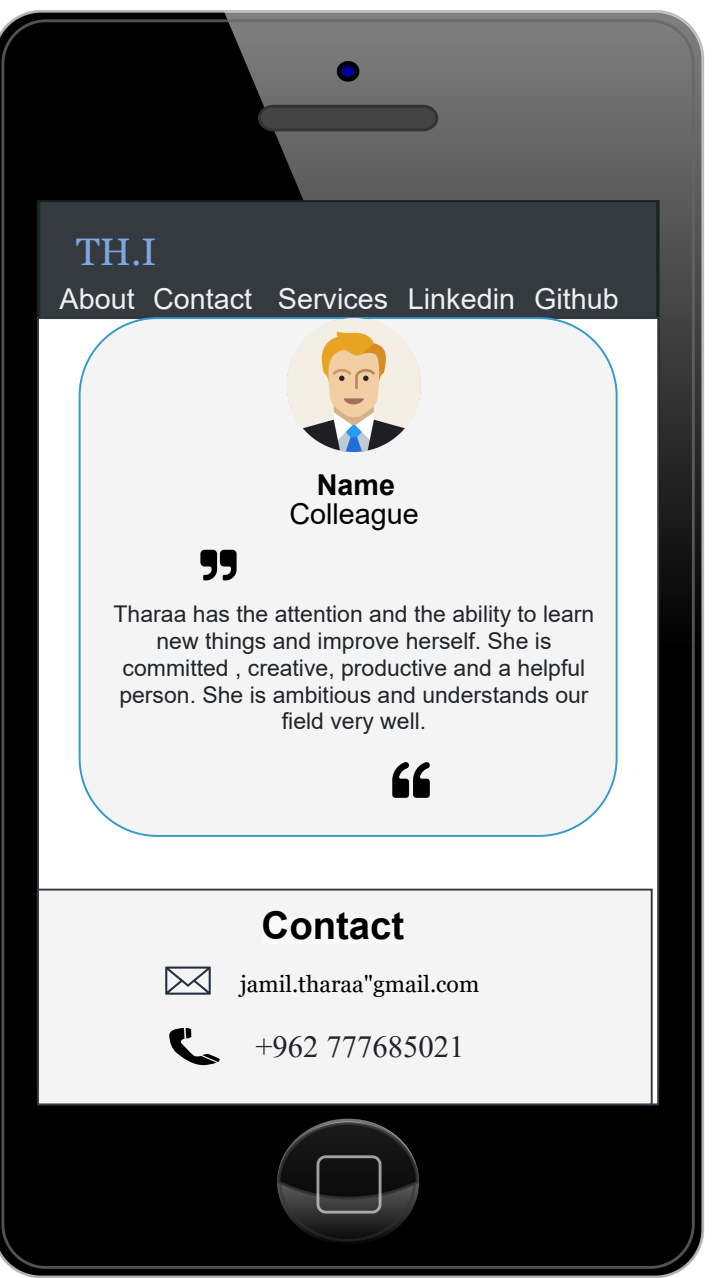 TH.I
About Contact Services Linkedin Github
Name
Colleague
”
Tharaa has the attention and the ability to learn
new things and improve herself. She is
committed , creative, productive and a helpful
person. She is ambitious and understands our
field very well.
“
Contact
jamil.tharaa"gmail.com
+962 777685021